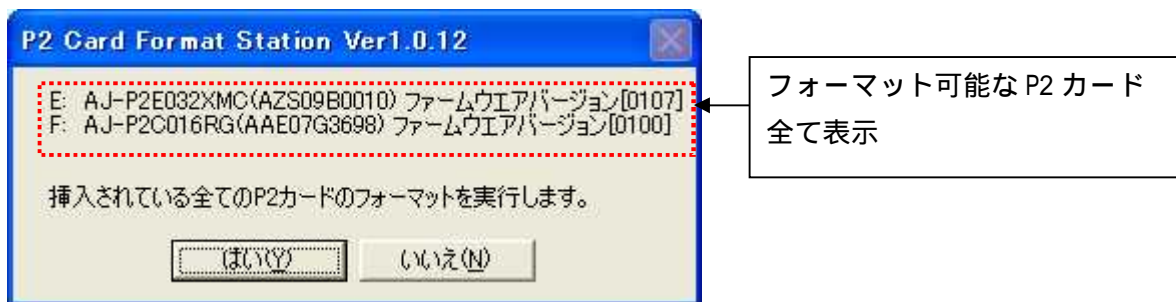 P2 Card Format Station Ver1.0.12
E: AJ-P2E032XMC(AZS09B0010) ファームウエアバージョン[0107]
F: AJ-P2C016RG(AAE07G3698) ファームウエアバージョン[0100]
挿入されている全てのP2カードのフォーマットを実行します。
はい(Y)
いいえ(N)
フォーマット可能な P2 カード
全て表示